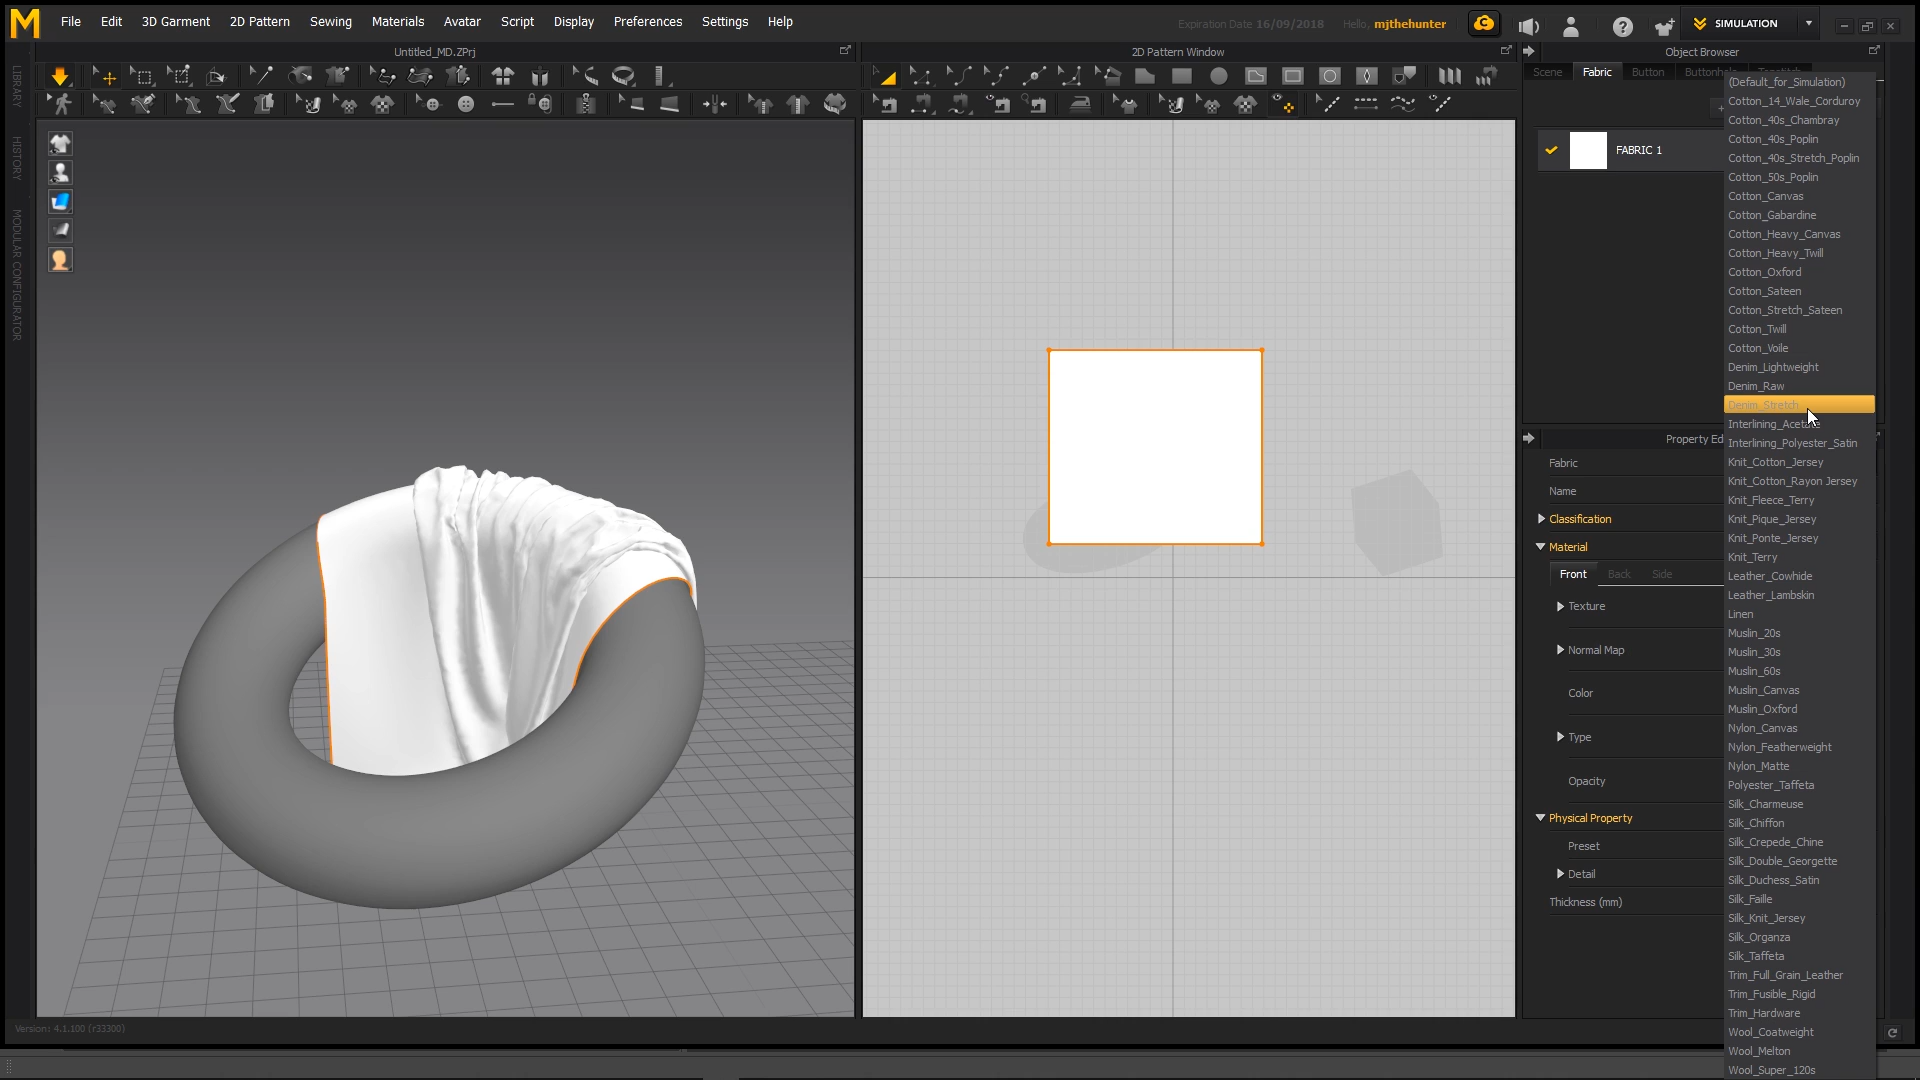 File Edit 3D Garment 2D Pattern Sewing Materials Avatar Script Display Preferences Settings Help
Expiration Date 16/09/2018 Hello, mjthehunter
SIMULATION
Untitled_MD.ZPrj
2D Pattern Window
Object Browser
LIBRARY
HISTORY
MODULAR CONFIGURATOR
Scene Fabric Button
FABRIC 1
(Default_for_Simulation)
Cotton_14_Wale_Corduroy
Cotton_40s_Chambray
Cotton_40s_Poplin
Cotton_40s_Stretch_Poplin
Cotton_50s_Poplin
Cotton_Canvas
Cotton_Gabardine
Cotton_Heavy_Canvas
Cotton_Heavy_Twill
Cotton_Oxford
Cotton_Sateen
Cotton_Stretch_Sateen
Cotton_Twill
Cotton_Voile
Denim_Lightweight
Denim_Raw
Denim_Stretch
Interlining_Acetate
Interlining_Polyester_Satin
Knit_Cotton_Jersey
Knit_Cotton_Rayon Jersey
Knit_Fleece_Terry
Knit_Pique_Jersey
Knit_Ponte_Jersey
Knit_Terry
Leather_Cowhide
Leather_Lambskin
Linen
Muslin_20s
Muslin_30s
Muslin_60s
Muslin_Canvas
Muslin_Oxford
Nylon_Canvas
Nylon_Featherweight
Nylon_Matte
Polyester_Taffeta
Silk_Charmeuse
Silk_Chiffon
Silk_Crepede_Chine
Silk_Double_Georgette
Silk_Duchess_Satin
Silk_Faille
Silk_Knit_Jersey
Silk_Organza
Silk_Taffeta
Trim_Full_Grain_Leather
Trim_Fusible_Rigid
Trim_Hardware
Wool_Coatweight
Wool_Melton
Wool_Super_120s
Property Ed
Fabric
Name
Classification
Material
Front Back Side
Texture
Normal Map
Color
Type
Opacity
Physical Property
Preset
Detail
Thickness (mm)
Version: 4.1.100 (r33300)